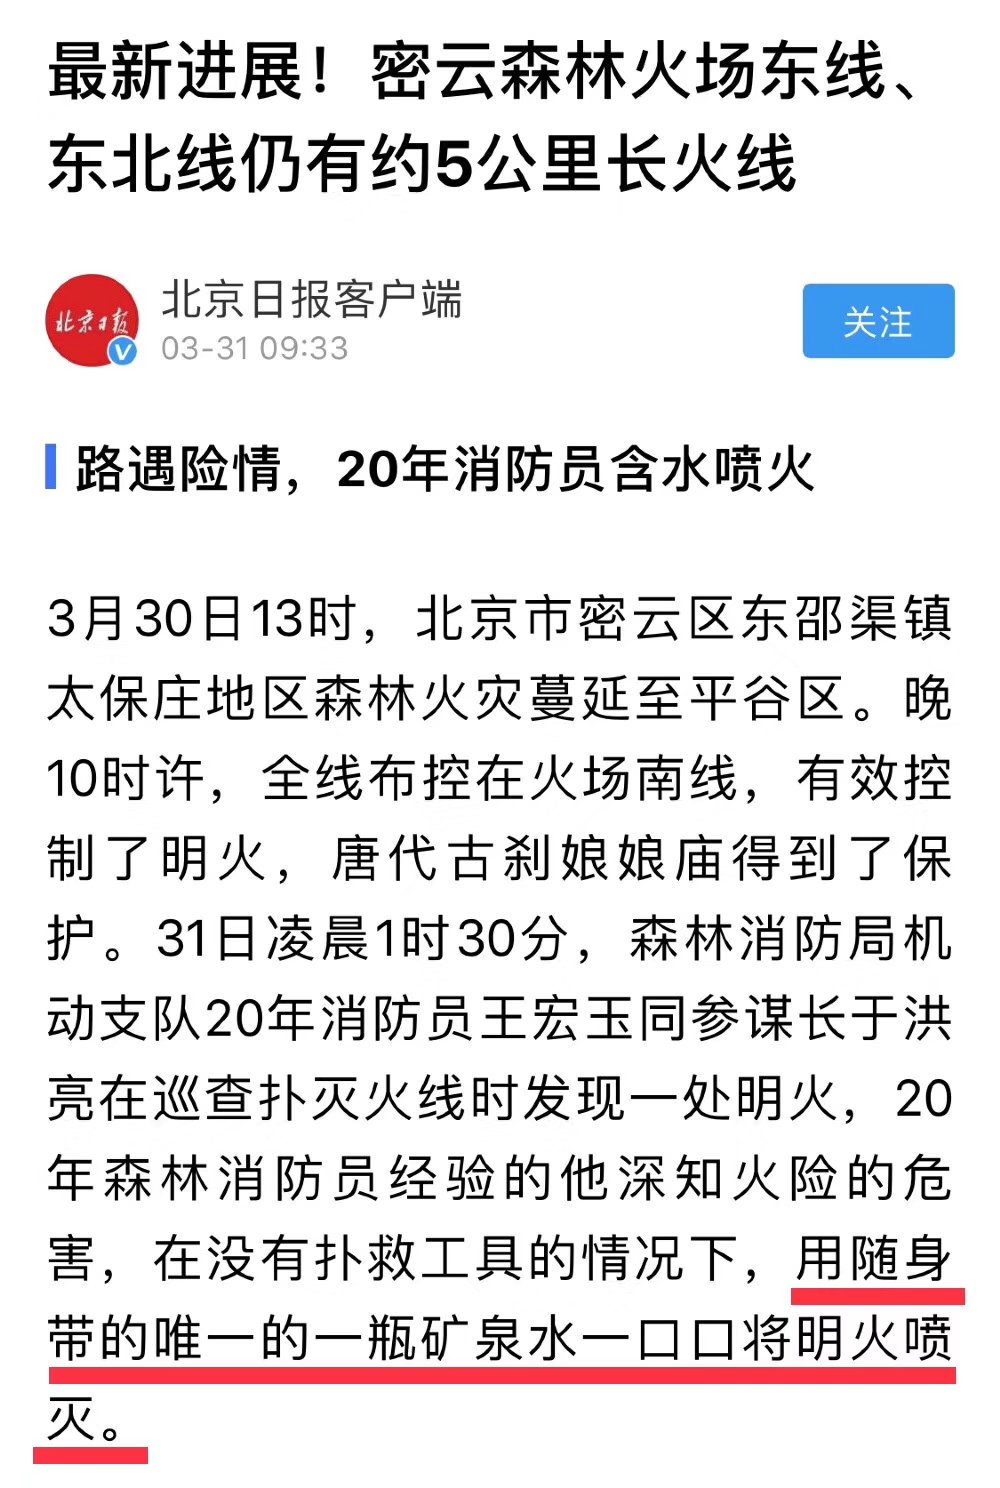 最新进展！密云森林火场东线、
东北线仍有约5公里长火线
北京日报
北京日报客户端
03-31 09:33
关注
路遇险情，20年消防员含水喷火
3月30日13时，北京市密云区东邵渠镇
太保庄地区森林火灾蔓延至平谷区。晚
10时许，全线布控在火场南线，有效控
制了明火，唐代古刹娘娘庙得到了保
护。31日凌晨1时30分，森林消防局机
动支队20年消防员王宏玉同参谋长于洪
亮在巡查扑灭火线时发现一处明火，20
年森林消防员经验的他深知火险的危
害，在没有扑救工具的情况下，用随身
带的唯一的一瓶矿泉水一口口将明火喷
灭。